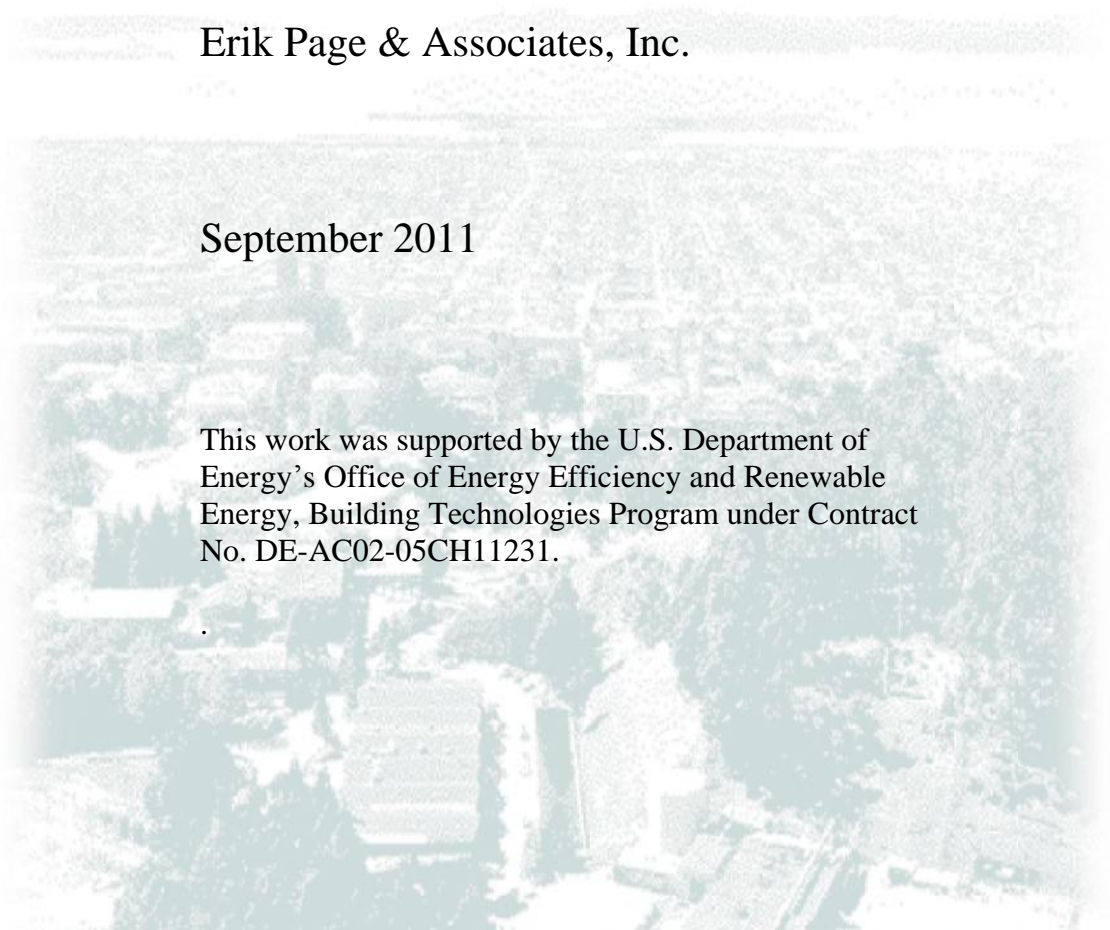 Erik Page & Associates, Inc.
September 2011
This work was supported by the U.S. Department of
Energy’s Office of Energy Efficiency and Renewable
Energy, Building Technologies Program under Contract
No. DE-AC02-05CH11231.
.